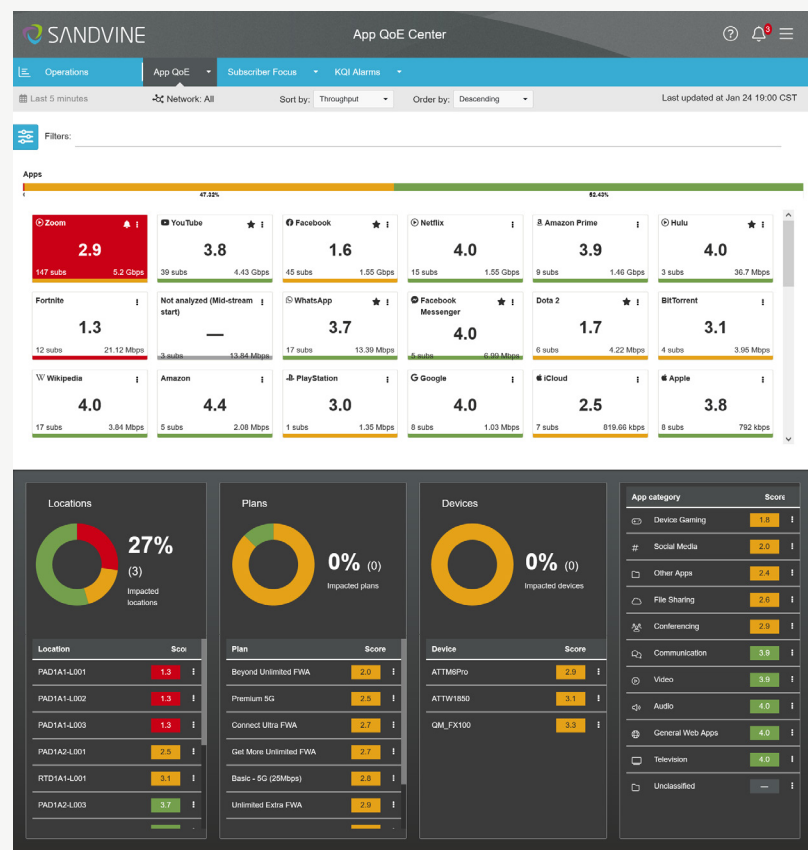 SANDVINE
App QoE Center
3
Operations
App QoE
Subscriber Focus
KQI Alarms
Last 5 minutes
Network: All
Sort by: Throughput
Order by: Descending
Last updated at Jan 24 19:00 CST
Filters:
Apps
47.32%
52.43%
Zoom
2.9
147 subs 5.2 Gbps
YouTube
3.8
39 subs 4.43 Gbps
Facebook
1.6
45 subs 1.55 Gbps
Netflix
4.0
15 subs 1.55 Gbps
Amazon Prime
3.9
9 subs 1.46 Gbps
Hulu
4.0
3 subs 36.7 Mbps
Fortnite
1.3
12 subs 21.12 Mbps
Not analyzed (Mid-stream
start)
—
3 subs 13.84 Mbps
WhatsApp
3.7
17 subs 13.39 Mbps
Facebook
Messenger
4.0
5 subs 6.99 Mbps
Dota 2
1.7
6 subs 4.22 Mbps
BitTorrent
3.1
4 subs 3.95 Mbps
Wikipedia
4.0
17 subs 3.84 Mbps
Amazon
4.4
5 subs 2.08 Mbps
PlayStation
3.0
1 subs 1.35 Mbps
Google
4.0
8 subs 1.03 Mbps
iCloud
2.5
7 subs 819.66 kbps
Apple
3.8
8 subs 792 kbps
Locations
27%
(3)
Impacted
locations
Location Scor
PAD1A1-L001 1.3
PAD1A1-L002 1.3
PAD1A1-L003 1.3
PAD1A2-L001 2.5
RTD1A1-L001 3.1
PAD1A2-L003 3.7
Plans
0% (0)
Impacted plans
Plan Score
Beyond Unlimited FWA 2.0
Premium 5G 2.5
Connect Ultra FWA 2.7
Get More Unlimited FWA 2.7
Basic - 5G (25Mbps) 2.8
Unlimited Extra FWA 2.9
Devices
0% (0)
Impacted devices
Device Score
ATTM6Pro 2.9
ATTW1850 3.1
QM_FX100 3.3
App category Score
Device Gaming 1.8
Social Media 2.0
Other Apps 2.4
File Sharing 2.6
Conferencing 2.9
Communication 3.9
Video 3.9
Audio 4.0
General Web Apps 4.0
Television 4.0
Unclassified —